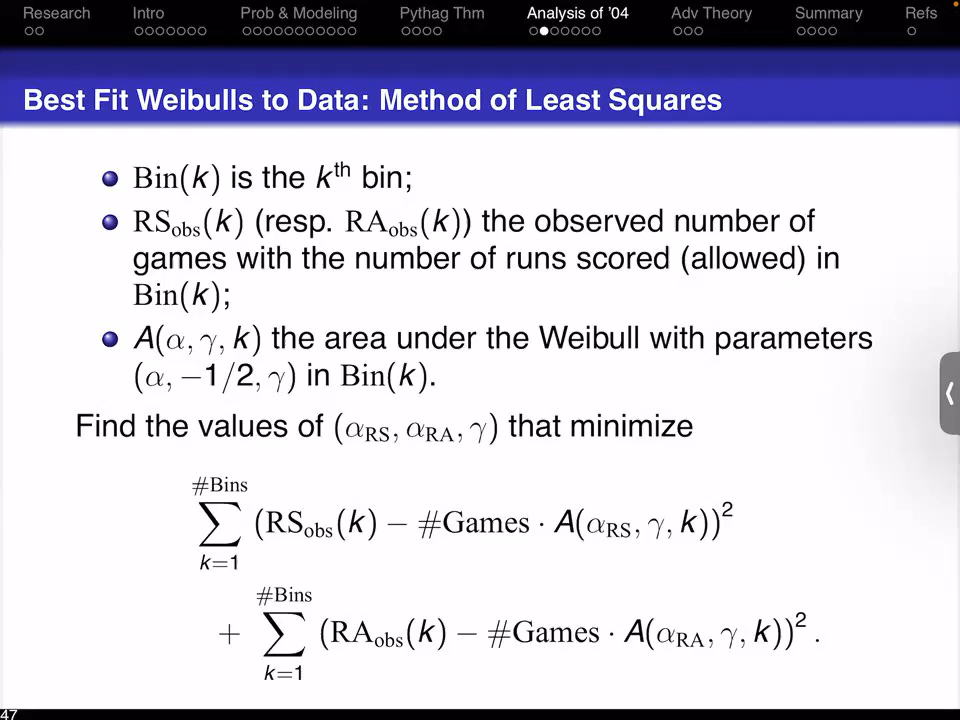 Research Intro Prob & Modeling Pythag Thm Analysis of '04 Adv Theory Summary Refs
Best Fit Weibulls to Data: Method of Least Squares
Bin(k) is the kth bin;
RSobs(k) (resp. RAobs(k)) the observed number of
games with the number of runs scored (allowed) in
Bin(k);
A(α, γ, k) the area under the Weibull with parameters
(α, −1/2, γ) in Bin(k).
Find the values of (αRS, αRA, γ) that minimize
#Bins
∑ (RSobs(k) − #Games · A(αRS, γ, k))²
k=1
#Bins
+ ∑ (RAobs(k) − #Games · A(αRA, γ, k))² .
k=1
47